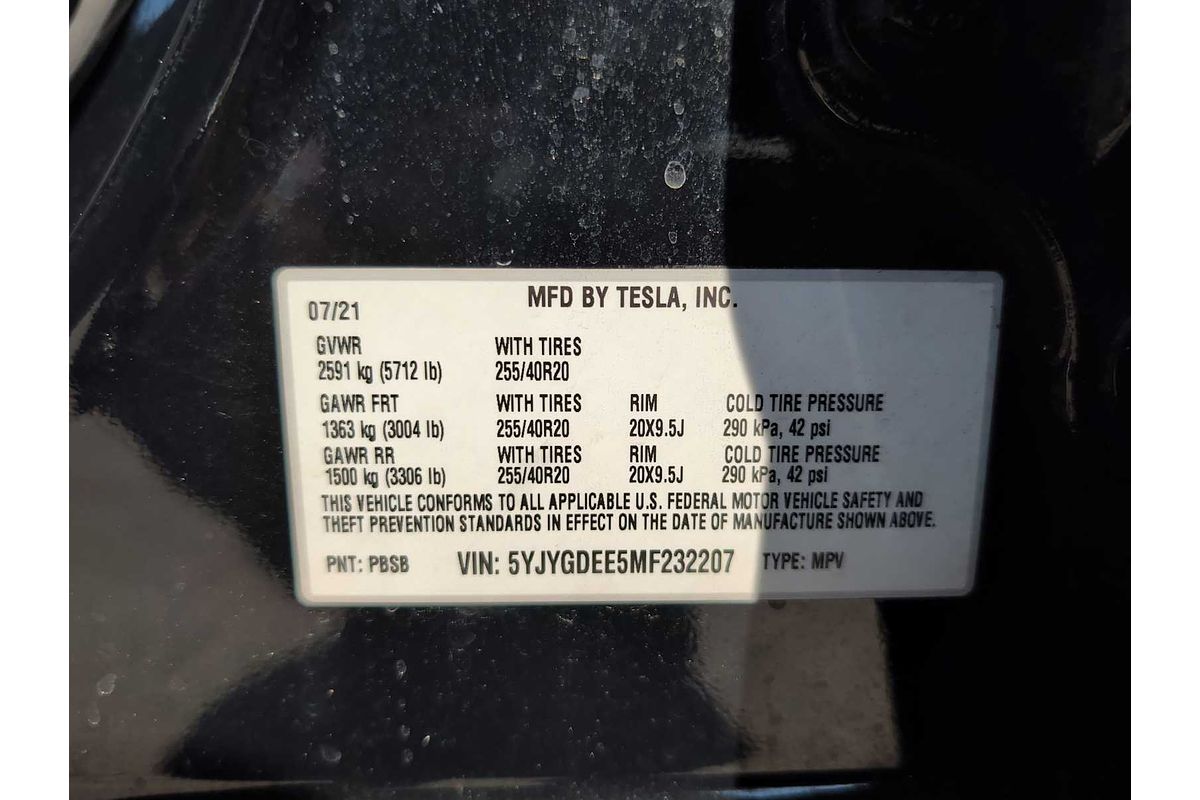 07/21 MFD BY TESLA, INC.
GVWR WITH TIRES
2591 kg (5712 lb) 255/40R20
GAWR FRT WITH TIRES RIM COLD TIRE PRESSURE
1363 kg (3004 lb) 255/40R20 20X9.5J 290 kPa, 42 psi
GAWR RR WITH TIRES RIM COLD TIRE PRESSURE
1500 kg (3306 lb) 255/40R20 20X9.5J 290 kPa, 42 psi
THIS VEHICLE CONFORMS TO ALL APPLICABLE U.S. FEDERAL MOTOR VEHICLE SAFETY AND
THEFT PREVENTION STANDARDS IN EFFECT ON THE DATE OF MANUFACTURE SHOWN ABOVE.
PNT: PBSB VIN: 5YJYGDEE5MF232207 TYPE: MPV